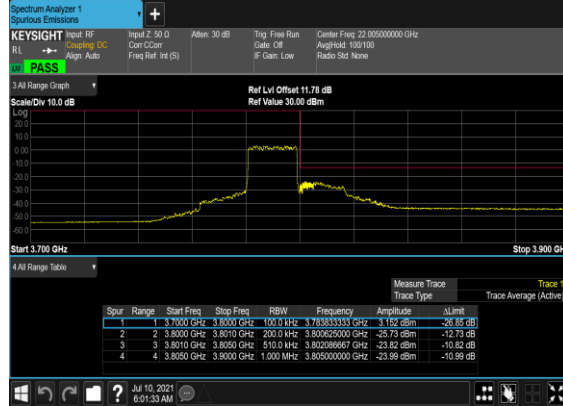 Spectrum Analyzer 1
Spurious Emissions
KEYSIGHT Input: RF Input Z: 50 Ω Atten: 30 dB Trig: Free Run Center Freq: 22.005000000 GHz
RL Coupling: DC Corr CCorr Gate: Off Avg|Hold: 100/100
Align: Auto Freq Ref: Int (S) IF Gain: Low Radio Std: None
PASS
3 All Range Graph
Ref Lvl Offset 11.78 dB
Scale/Div 10.0 dB Ref Value 30.00 dBm
Log
20.0
10.0
0.00
-10.0
-20.0
-30.0
-40.0
-50.0
-60.0
Start 3.700 GHz Stop 3.900 GH
4 All Range Table
Measure Trace Trace 1
Trace Type Trace Average (Active)
Spur Range Start Freq Stop Freq RBW Frequency Amplitude ΔLimit
1 1 3.7000 GHz 3.8000 GHz 100.0 kHz 3.783833333 GHz 3.152 dBm -26.85 dB
2 2 3.8000 GHz 3.8010 GHz 200.0 kHz 3.800625000 GHz -25.73 dBm -12.73 dB
3 3 3.8010 GHz 3.8050 GHz 510.0 kHz 3.802086667 GHz -23.82 dBm -10.82 dB
4 4 3.8050 GHz 3.9000 GHz 1.000 MHz 3.805000000 GHz -23.99 dBm -10.99 dB
? Jul 10, 2021
6:01:33 AM